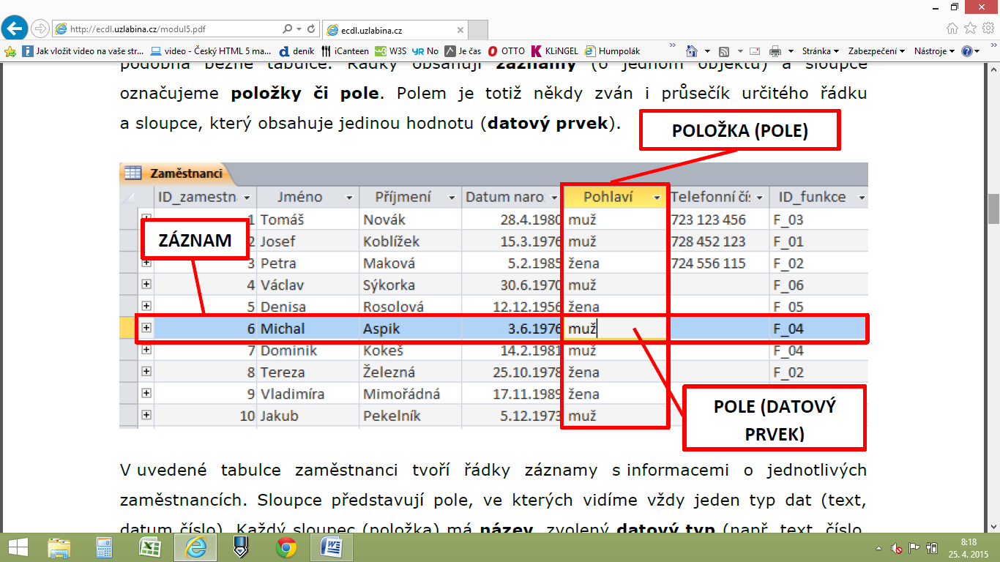 http://ecdl.uzlabina.cz/modul5.pdf
ecdl.uzlabina.cz
Jak vložit video na vaše str...
video - Český HTML 5 ma...
deník
iCanteen
W3S
No
Je čas
OTTO
KLiNGEL
Humpolák
Stránka
Zabezpečení
Nástroje
podobná běžné tabulce. Řádky obsahují záznamy (o jednom objektu) a sloupce
označujeme položky či pole. Polem je totiž někdy zván i průsečík určitého řádku
a sloupce, který obsahuje jedinou hodnotu (datový prvek).
POLOŽKA (POLE)
Zaměstnanci
ID_zaměstn Jméno Příjmení Datum naro Pohlaví Telefonní čí ID_funkce
1 Tomáš Novák 28.4.1980 muž 723 123 456 F_03
ZÁZNAM
2 Josef Koblížek 15.3.1976 muž 728 452 123 F_01
3 Petra Maková 5.2.1985 žena 724 556 115 F_02
4 Václav Sýkorka 30.6.1970 muž F_06
5 Denisa Rosolová 12.12.1956 žena F_05
6 Michal Aspik 3.6.1976 muž F_04
7 Dominik Kokeš 14.2.1981 muž F_04
8 Tereza Železná 25.10.1978 žena F_02
9 Vladimíra Mimořádná 17.11.1989 žena
10 Jakub Pekelník 5.12.1973 muž
POLE (DATOVÝ
PRVEK)
V uvedené tabulce zaměstnanci tvoří řádky záznamy s informacemi o jednotlivých
zaměstnancích. Sloupce představují pole, ve kterých vidíme vždy jeden typ dat (text,
datum číslo). Každý sloupec (položka) má název, zvolený datový typ (např. text, číslo,
8:18
25. 4. 2015